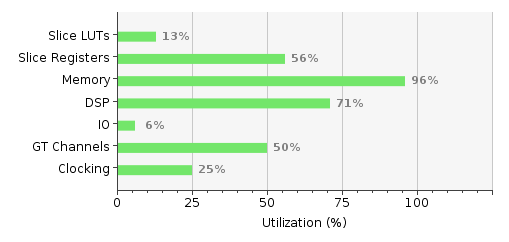 Slice LUTs 13%
Slice Registers 56%
Memory 96%
DSP 71%
IO 6%
GT Channels 50%
Clocking 25%
0 25 50 75 100
Utilization (%)